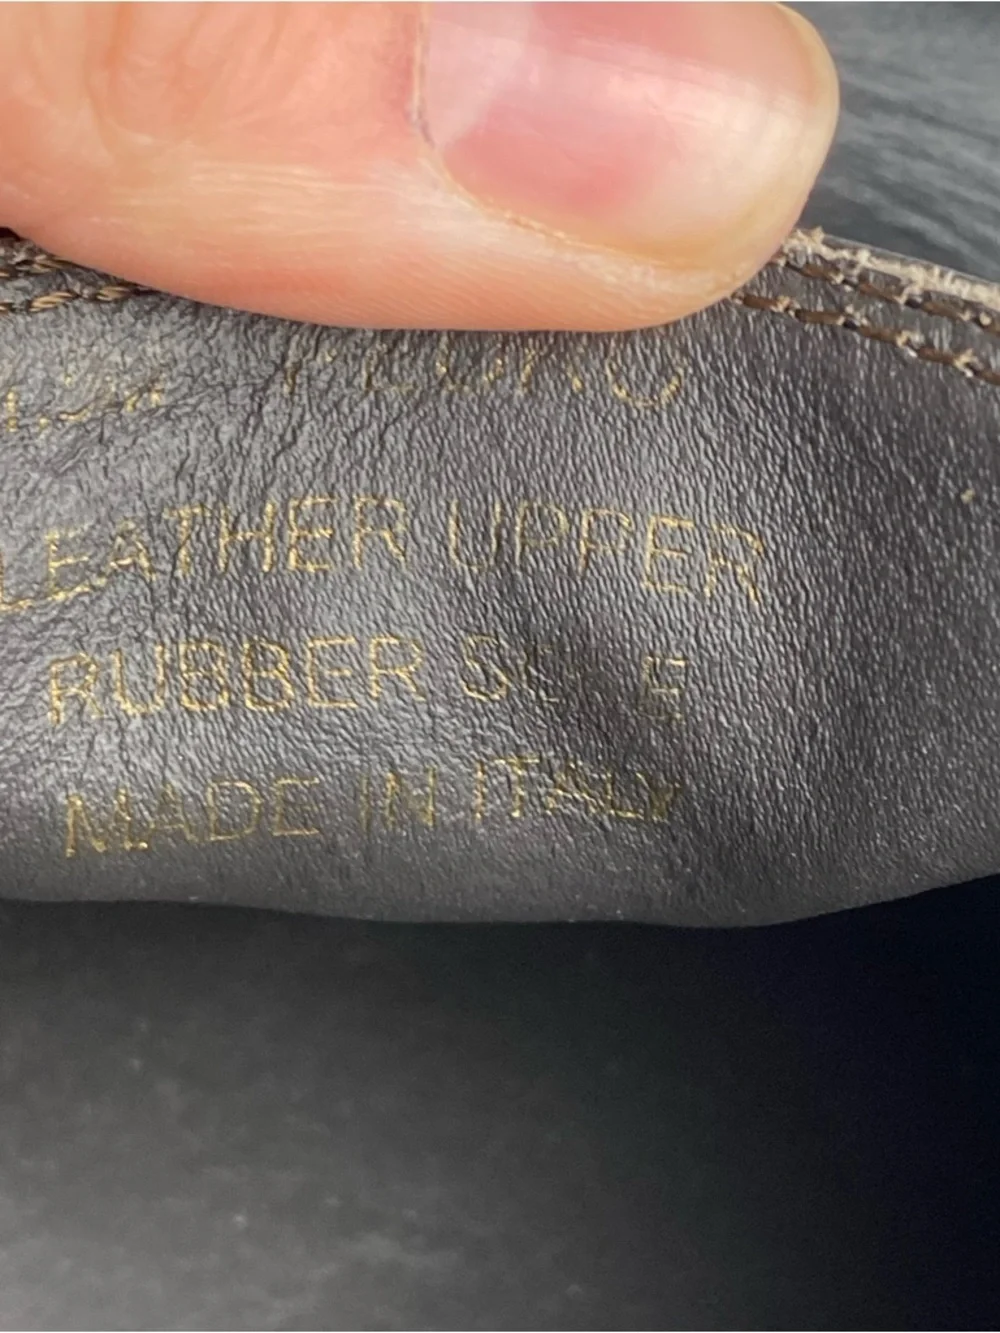 LEATHER UPPER
RUBBER SOLE
MADE IN ITALY